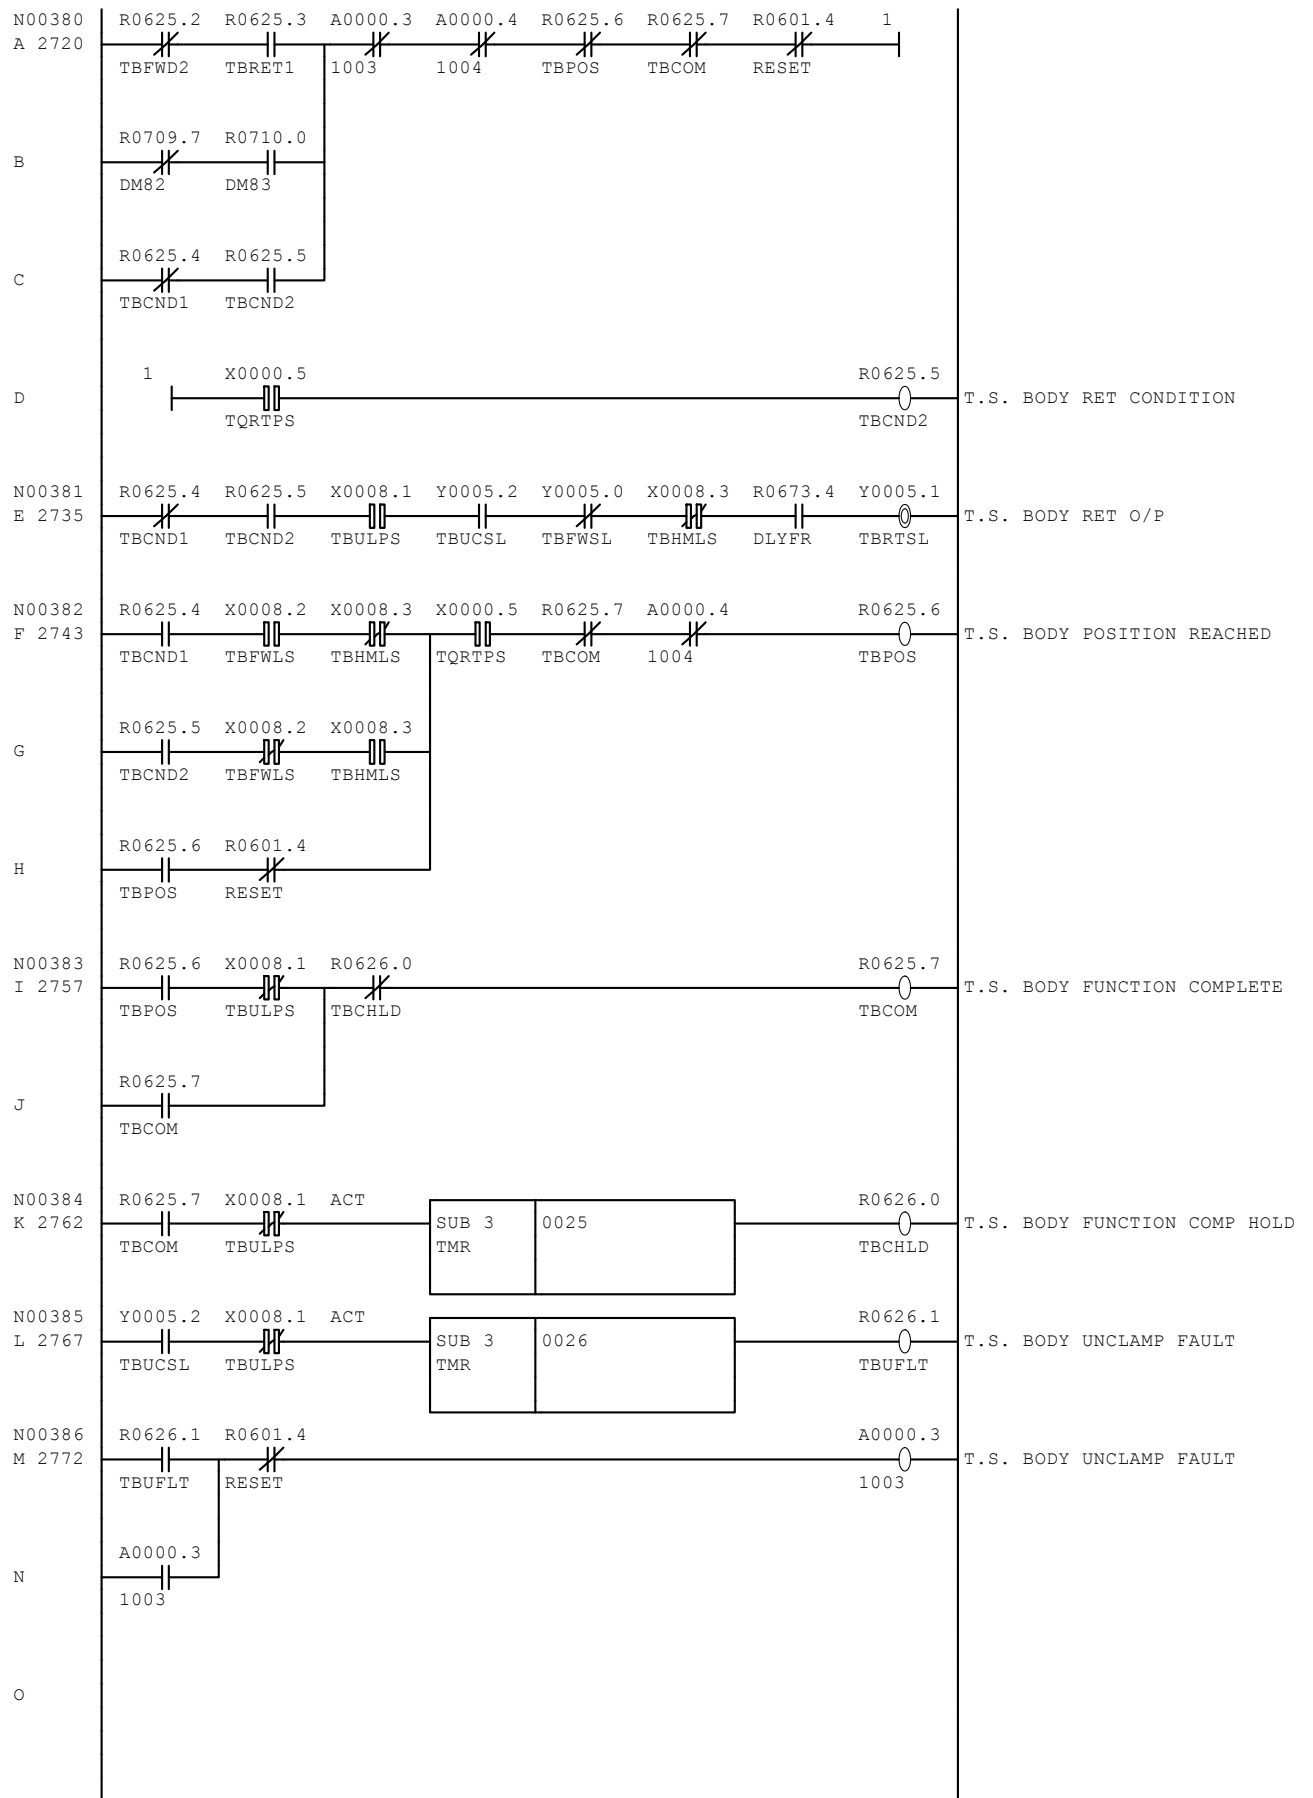 N00380 R0625.2 R0625.3 A0000.3 A0000.4 R0625.6 R0625.7 R0601.4 1
A 2720
TBFWD2 TBRET1 1003 1004 TBPOS TBCOM RESET
R0709.7 R0710.0
B
DM82 DM83
R0625.4 R0625.5
C
TBCND1 TBCND2
1 X0000.5 R0625.5
D T.S. BODY RET CONDITION
TQRTPS TBCND2
N00381 R0625.4 R0625.5 X0008.1 Y0005.2 Y0005.0 X0008.3 R0673.4 Y0005.1
E 2735 T.S. BODY RET O/P
TBCND1 TBCND2 TBULPS TBUCSL TBFWSL TBHMLS DLYFR TBRTSL
N00382 R0625.4 X0008.2 X0008.3 X0000.5 R0625.7 A0000.4 R0625.6
F 2743 T.S. BODY POSITION REACHED
TBCND1 TBFWLS TBHMLS TQRTPS TBCOM 1004 TBPOS
R0625.5 X0008.2 X0008.3
G
TBCND2 TBFWLS TBHMLS
R0625.6 R0601.4
H
TBPOS RESET
N00383 R0625.6 X0008.1 R0626.0 R0625.7
I 2757 T.S. BODY FUNCTION COMPLETE
TBPOS TBULPS TBCHLD TBCOM
R0625.7
J
TBCOM
N00384 R0625.7 X0008.1 ACT R0626.0
K 2762 SUB 3 0025 T.S. BODY FUNCTION COMP HOLD
TBCOM TBULPS TMR TBCHLD
N00385 Y0005.2 X0008.1 ACT R0626.1
L 2767 SUB 3 0026 T.S. BODY UNCLAMP FAULT
TBUCSL TBULPS TMR TBUFLT
N00386 R0626.1 R0601.4 A0000.3
M 2772 T.S. BODY UNCLAMP FAULT
TBUFLT RESET 1003
A0000.3
N
1003
O